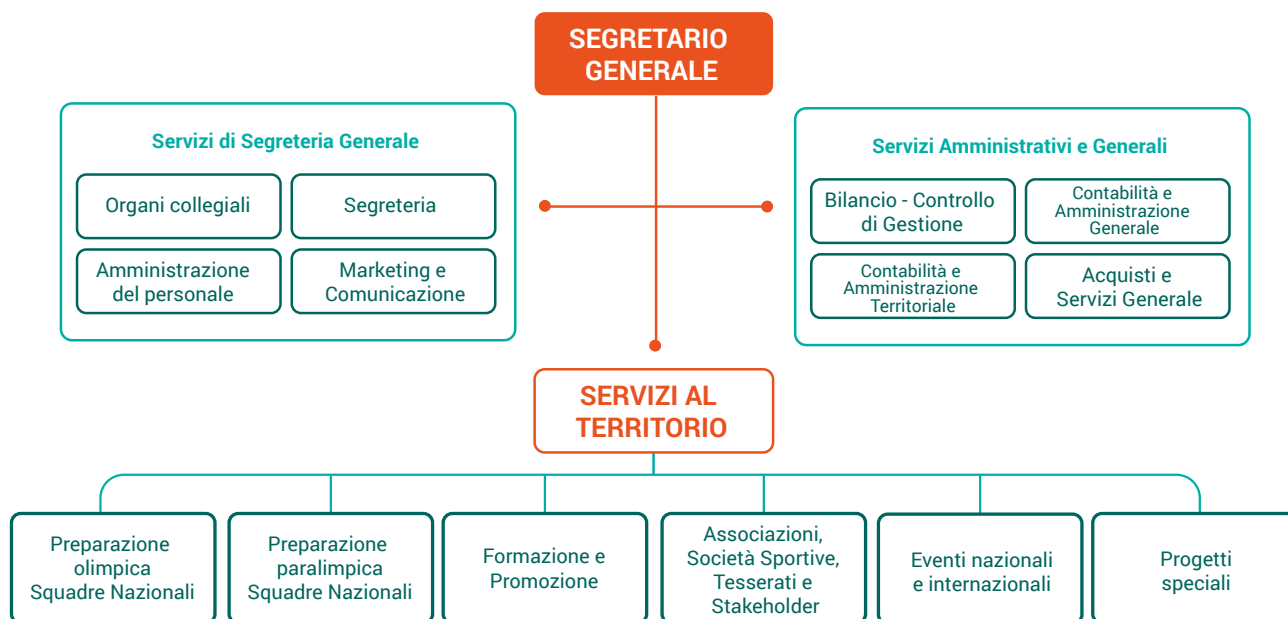 SEGRETARIO
GENERALE
Servizi di Segreteria Generale
Organi collegiali
Segreteria
Amministrazione
del personale
Marketing e
Comunicazione
Servizi Amministrativi e Generali
Bilancio - Controllo
di Gestione
Contabilità e
Amministrazione
Generale
Contabilità e
Amministrazione
Territoriale
Acquisti e
Servizi Generale
SERVIZI AL
TERRITORIO
Preparazione
olimpica
Squadre Nazionali
Preparazione
paralimpica
Squadre Nazionali
Formazione e
Promozione
Associazioni,
Società Sportive,
Tesserati e
Stakeholder
Eventi nazionali
e internazionali
Progetti
speciali